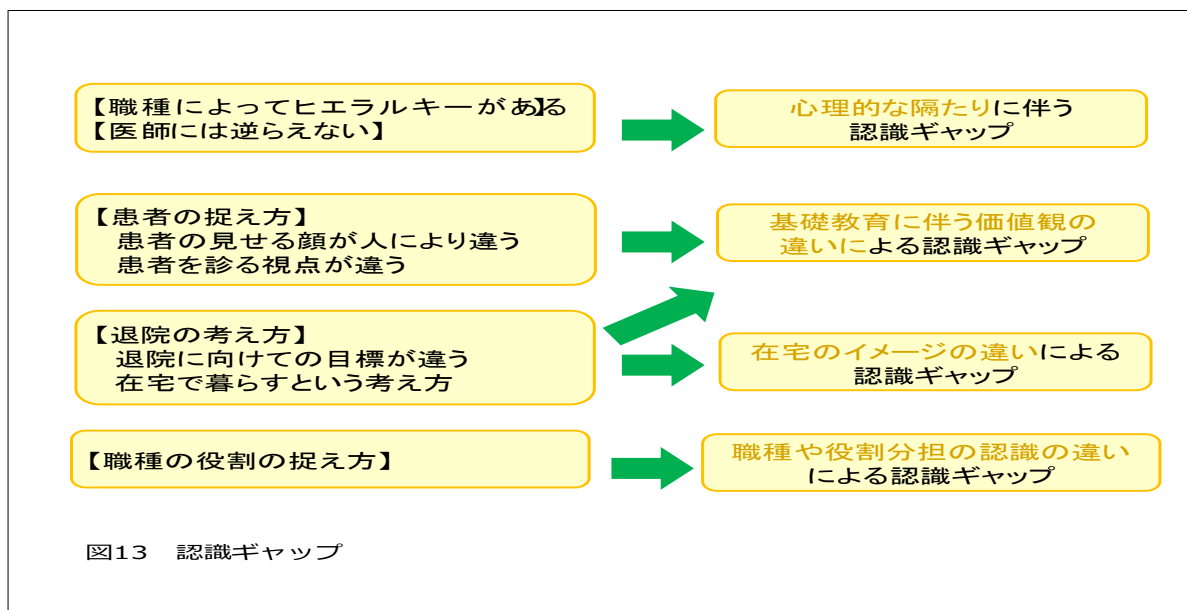 【職種によってヒエラルキーがある】
【医師には逆らえない】
心理的な隔たりに伴う
認識ギャップ
【患者の捉え方】
患者の見せる顔が人により違う
患者を診る視点が違う
基礎教育に伴う価値観の
違いによる認識ギャップ
【退院の考え方】
退院に向けての目標が違う
在宅で暮らすという考え方
在宅のイメージの違いによる
認識ギャップ
【職種の役割の捉え方】
職種や役割分担の認識の違い
による認識ギャップ
図13　認識ギャップ